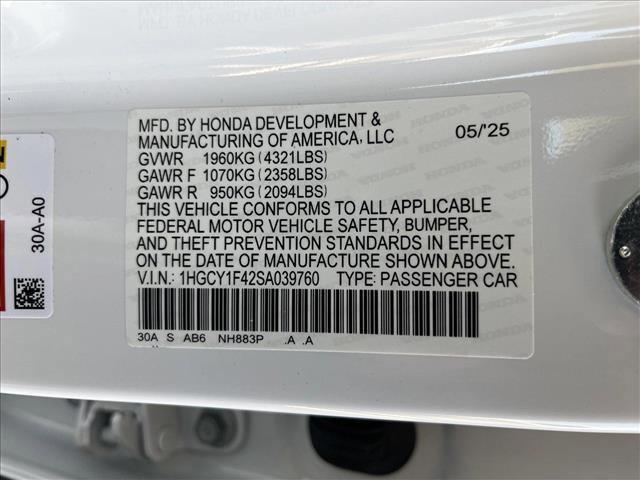 MFD. BY HONDA DEVELOPMENT &
MANUFACTURING OF AMERICA, LLC 05/'25
GVWR 1960KG (4321LBS)
GAWR F 1070KG (2358LBS)
GAWR R 950KG (2094LBS)
THIS VEHICLE CONFORMS TO ALL APPLICABLE
FEDERAL MOTOR VEHICLE SAFETY, BUMPER,
AND THEFT PREVENTION STANDARDS IN EFFECT
ON THE DATE OF MANUFACTURE SHOWN ABOVE.
V.I.N.: 1HGCY1F42SA039760 TYPE: PASSENGER CAR
30A S AB6 NH883P .A .A
30A-A0